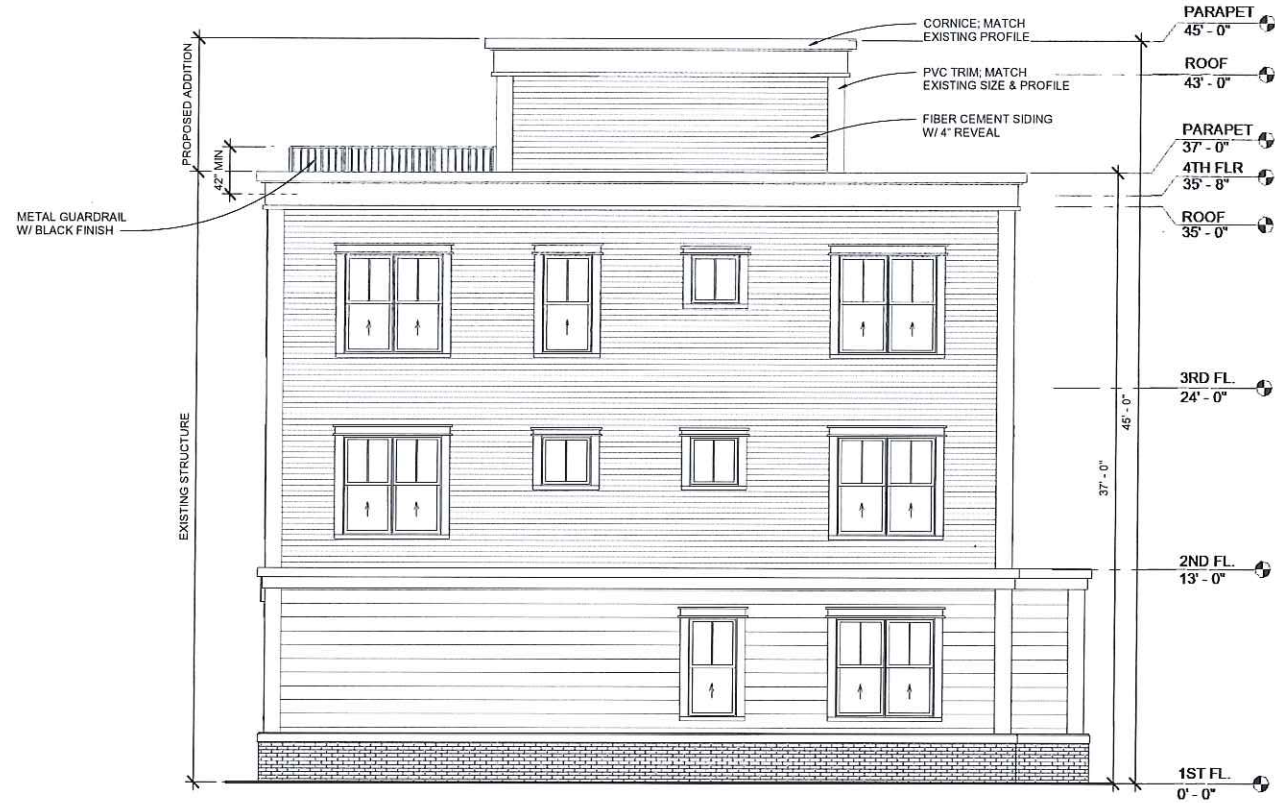 CORNICE; MATCH
EXISTING PROFILE
PVC TRIM; MATCH
EXISTING SIZE & PROFILE
FIBER CEMENT SIDING
W/ 4" REVEAL
PARAPET
45' - 0"
ROOF
43' - 0"
PARAPET
37' - 0"
4TH FLR
35' - 8"
ROOF
35' - 0"
3RD FL.
24' - 0"
2ND FL.
13' - 0"
1ST FL.
0' - 0"
PROPOSED ADDITION
42" MIN
METAL GUARDRAIL
W/ BLACK FINISH
EXISTING STRUCTURE
45' - 0"
37' - 0"